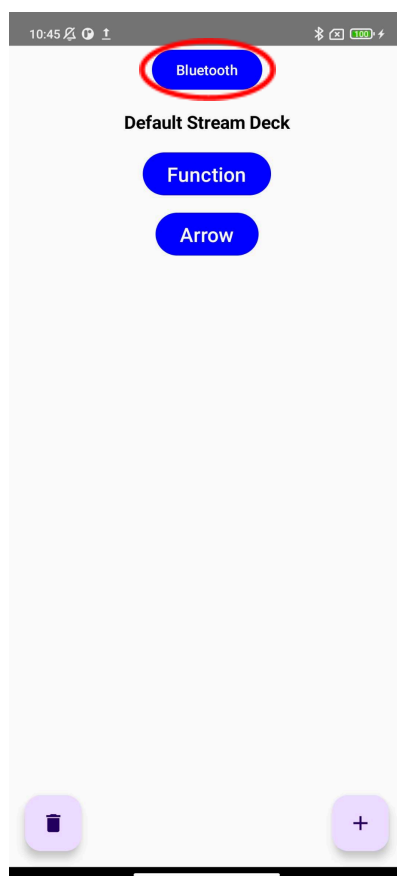 10:45
100
Bluetooth
Default Stream Deck
Function
Arrow